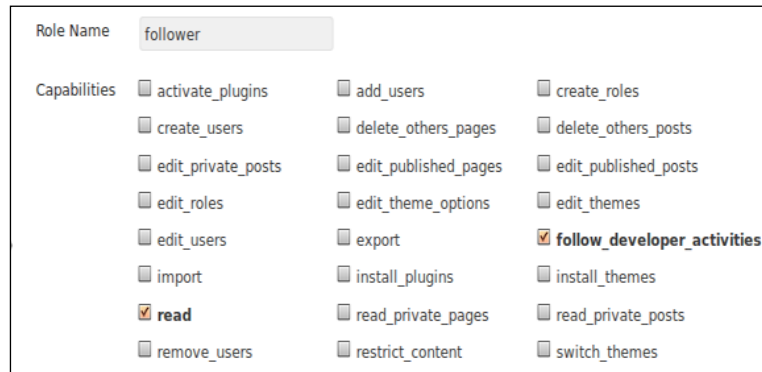 Role Name follower
Capabilities activate_plugins add_users create_roles
create_users delete_others_pages delete_others_posts
edit_private_posts edit_published_pages edit_published_posts
edit_roles edit_theme_options edit_themes
edit_users export follow_developer_activities
import install_plugins install_themes
read read_private_pages read_private_posts
remove_users restrict_content switch_themes